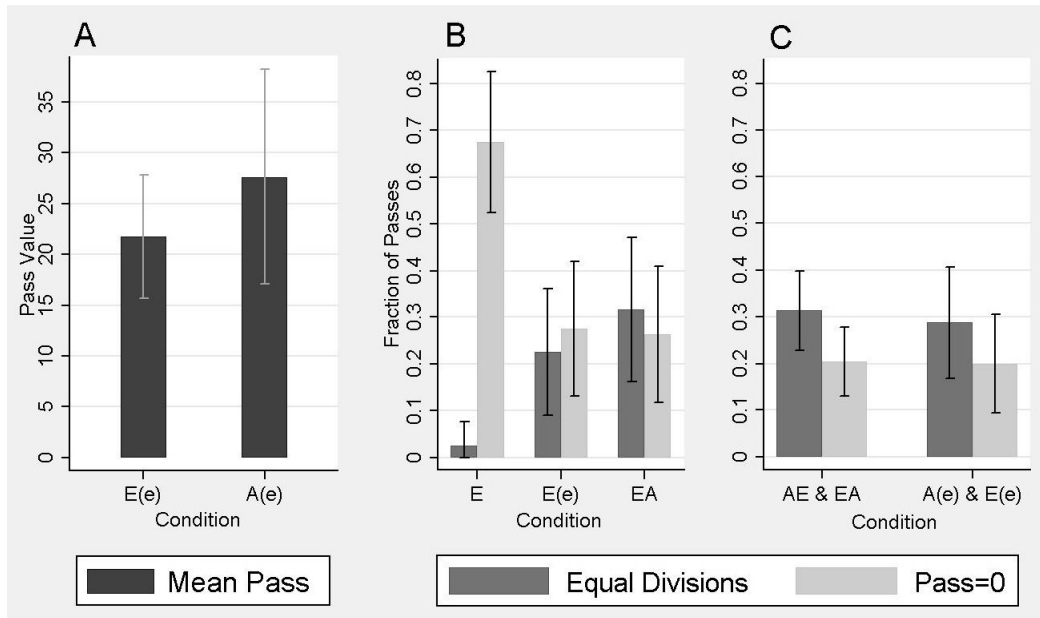 A
Pass Value
35
30
25
20
15
10
5
0
E(e) A(e)
Condition
Mean Pass
B
Fraction of Passes
0.8
0.7
0.6
0.5
0.4
0.3
0.2
0.1
0
E E(e) EA
Condition
C
0.8
0.7
0.6
0.5
0.4
0.3
0.2
0.1
0
AE & EA A(e) & E(e)
Condition
Equal Divisions Pass=0